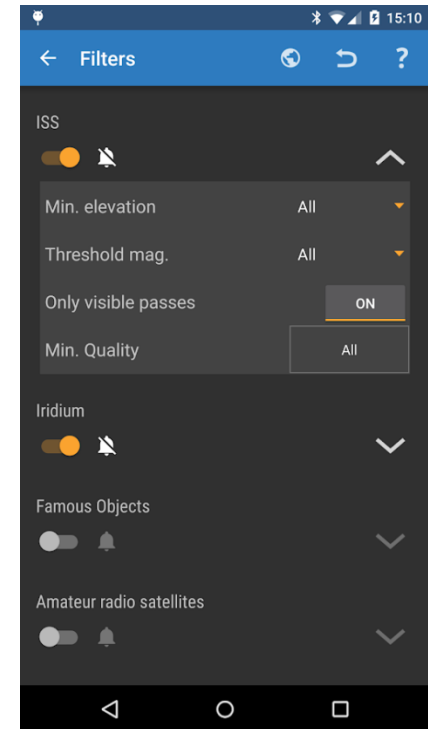 15:10
Filters
?
ISS
Min. elevation All
Threshold mag. All
Only visible passes ON
Min. Quality All
Iridium
Famous Objects
Amateur radio satellites